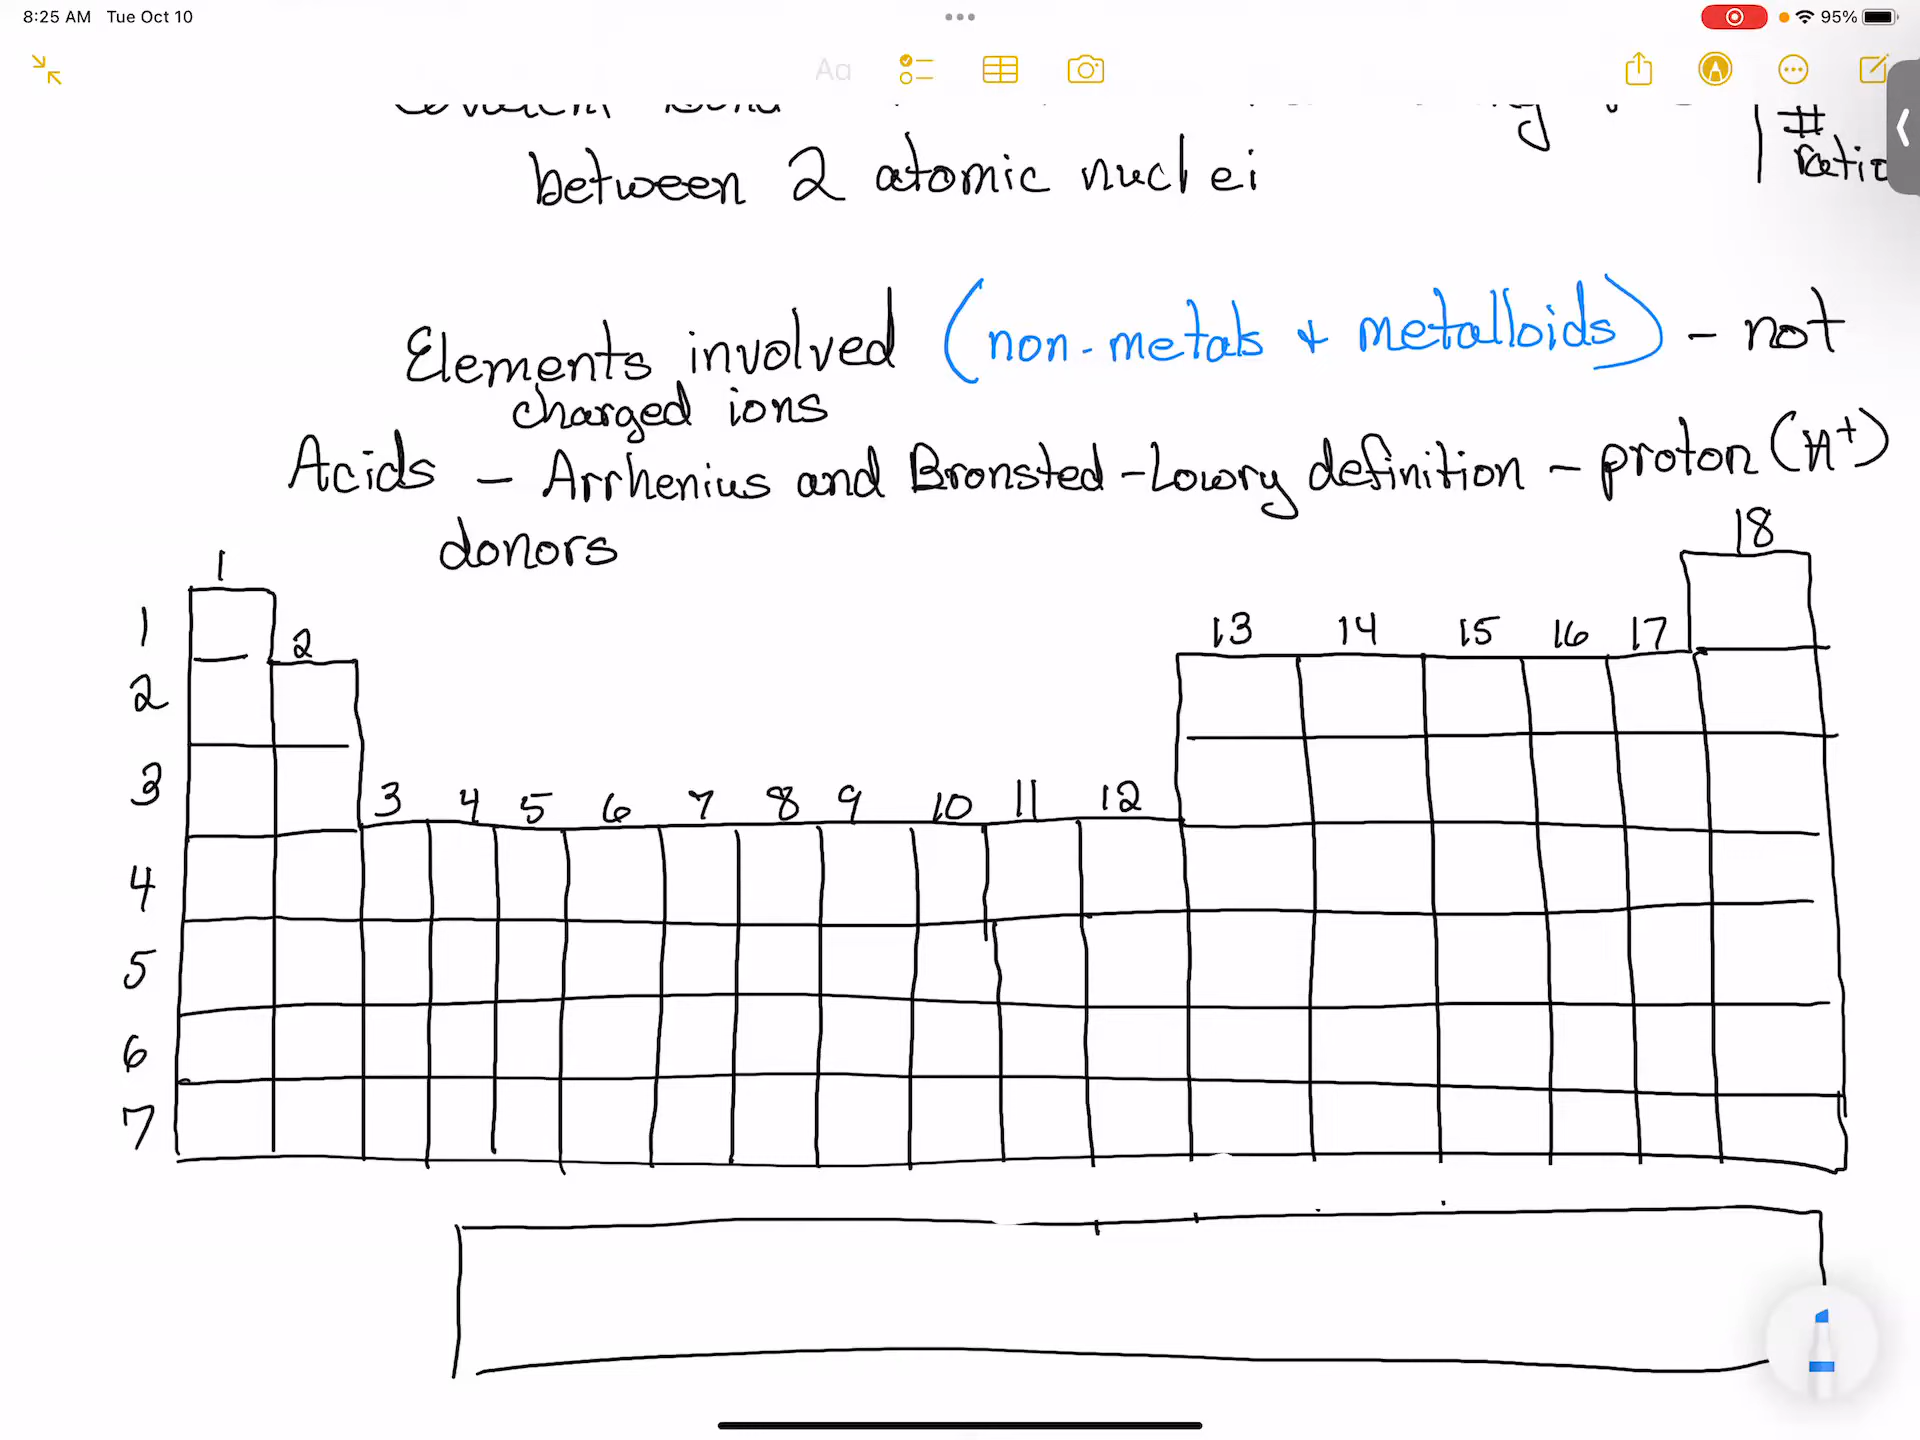 8:25 AM Tue Oct 10
95%
Aa
covalent bond
between 2 atomic nuclei
#
ratio
Elements involved (non-metals + metalloids) - not
charged ions
Acids - Arrhenius and Bronsted-Lowry definition - proton (H+)
donors
1
18
1
2
13 14 15 16 17
2
3
3 4 5 6 7 8 9 10 11 12
4
5
6
7